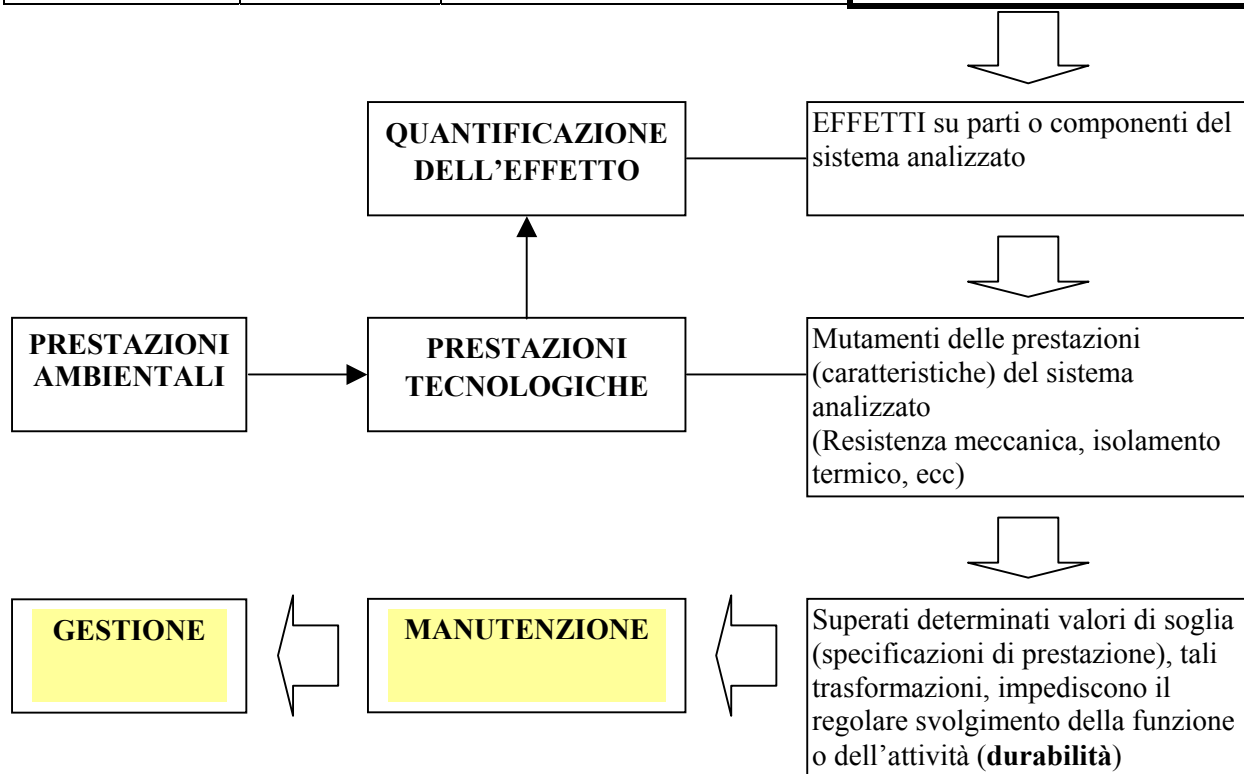 QUANTIFICAZIONE
DELL’EFFETTO
EFFETTI su parti o componenti del
sistema analizzato
PRESTAZIONI
AMBIENTALI
PRESTAZIONI
TECNOLOGICHE
Mutamenti delle prestazioni
(caratteristiche) del sistema
analizzato
(Resistenza meccanica, isolamento
termico, ecc)
GESTIONE
MANUTENZIONE
Superati determinati valori di soglia
(specificazioni di prestazione), tali
trasformazioni, impediscono il
regolare svolgimento della funzione
o dell’attività (durabilità)